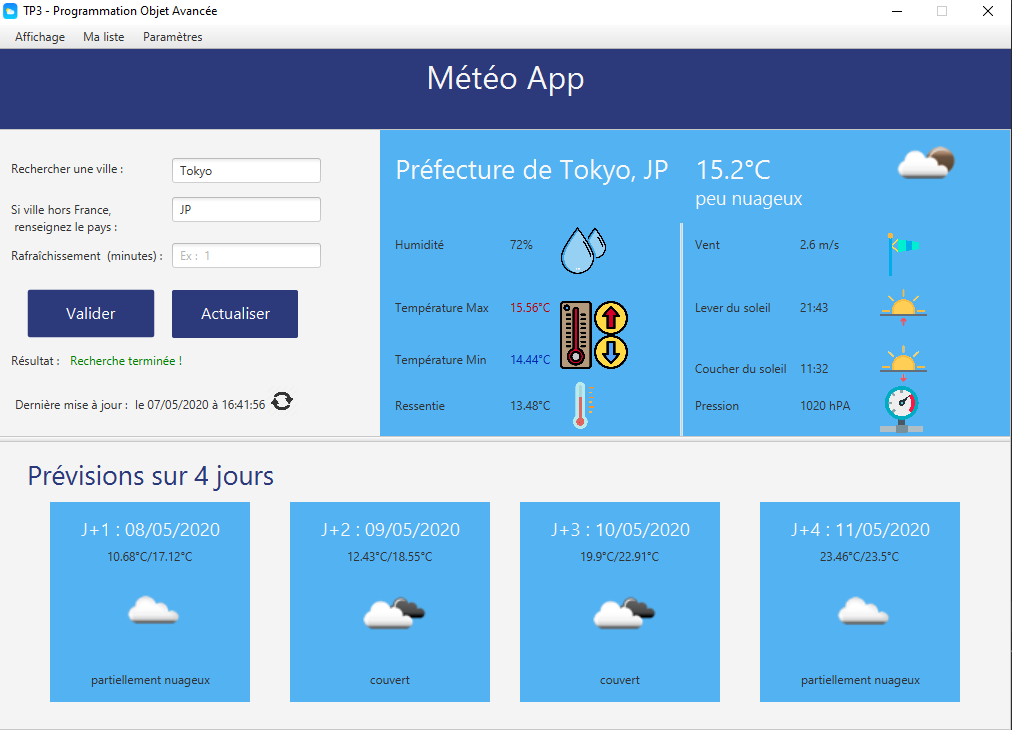 TP3 - Programmation Objet Avancée
Affichage Ma liste Paramètres
Météo App
Rechercher une ville :
Tokyo
Si ville hors France,
renseignez le pays :
JP
Rafraîchissement (minutes) :
Ex : 1
Valider
Actualiser
Résultat : Recherche terminée !
Dernière mise à jour : le 07/05/2020 à 16:41:56
Préfecture de Tokyo, JP
15.2°C
peu nuageux
Humidité 72%
Température Max 15.56°C
Température Min 14.44°C
Ressentie 13.48°C
Vent 2.6 m/s
Lever du soleil 21:43
Coucher du soleil 11:32
Pression 1020 hPA
Prévisions sur 4 jours
J+1 : 08/05/2020
10.68°C/17.12°C
partiellement nuageux
J+2 : 09/05/2020
12.43°C/18.55°C
couvert
J+3 : 10/05/2020
19.9°C/22.91°C
couvert
J+4 : 11/05/2020
23.46°C/23.5°C
partiellement nuageux